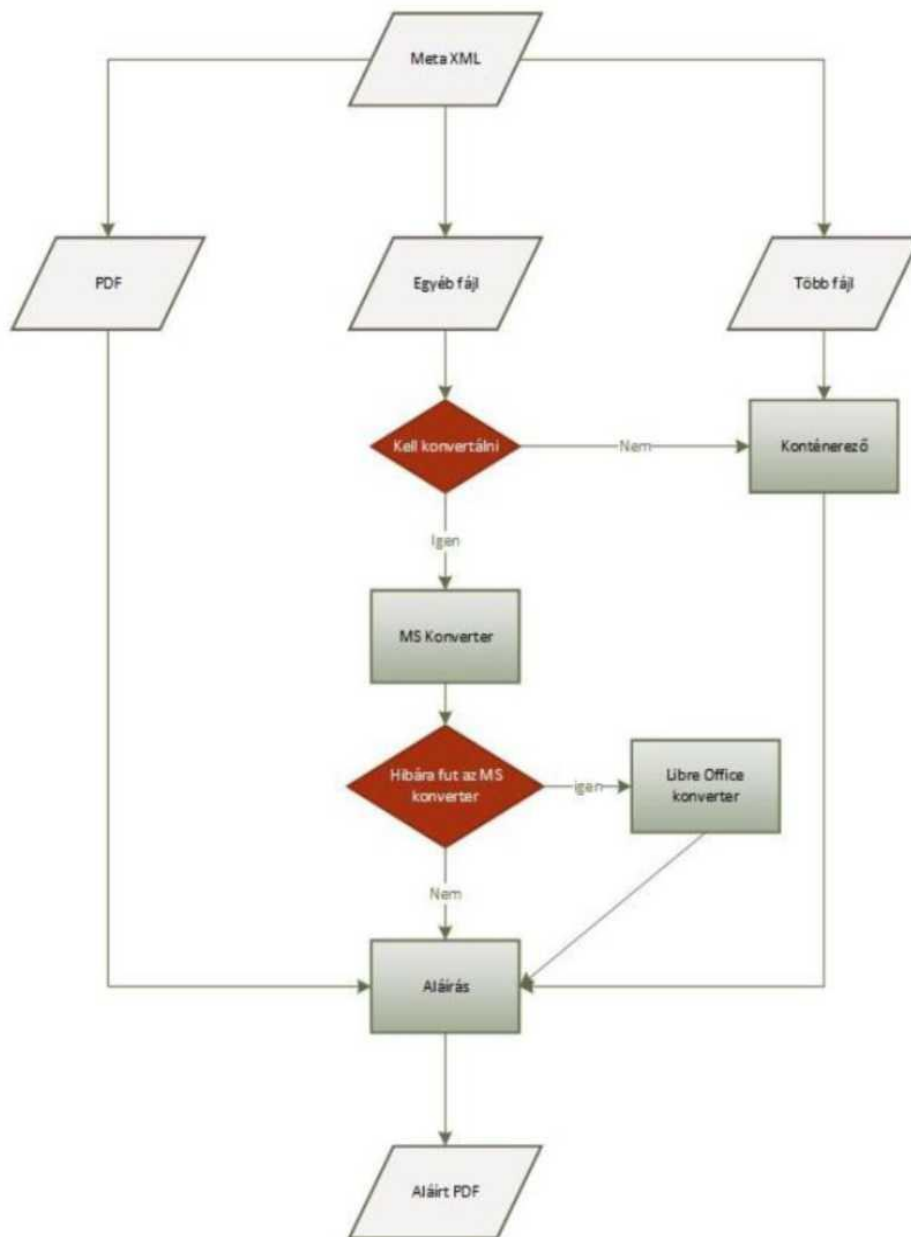 Meta XML
PDF
Egyéb fájl
Több fájl
Kell konvertálni
Nem
Konténerező
Igen
MS Konverter
Hibára fut az MS
konverter
igen
Libre Office
konverter
Nem
Aláírás
Aláírt PDF